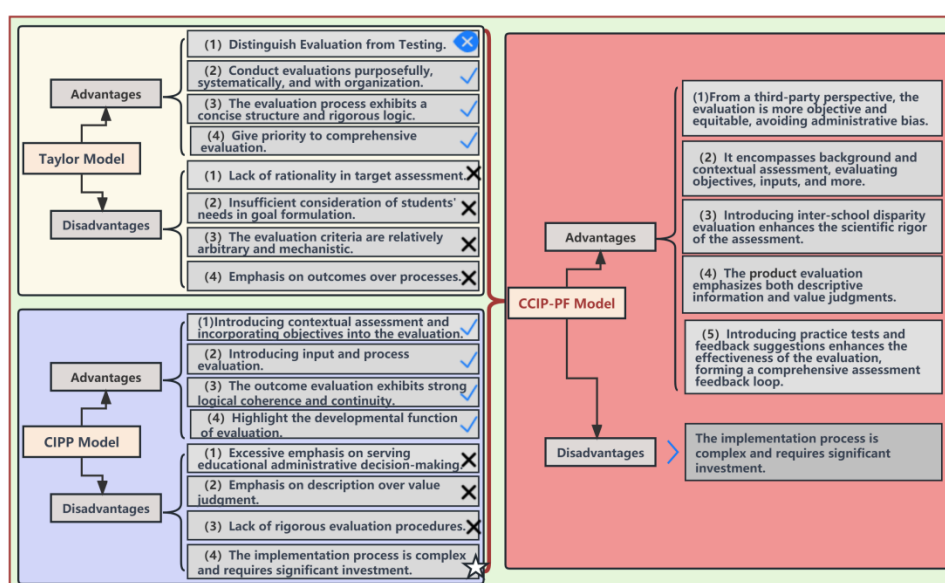 (1) Distinguish Evaluation from Testing.
(2) Conduct evaluations purposefully,
systematically, and with organization.
Advantages
(3) The evaluation process exhibits a
concise structure and rigorous logic.
(4) Give priority to comprehensive
evaluation.
Taylor Model
(1) Lack of rationality in target assessment.
(2) Insufficient consideration of students'
needs in goal formulation.
Disadvantages
(3) The evaluation criteria are relatively
arbitrary and mechanistic.
(4) Emphasis on outcomes over processes.
(1)Introducing contextual assessment and
incorporating objectives into the evaluation.
(2) Introducing input and process
evaluation.
Advantages
(3) The outcome evaluation exhibits strong
logical coherence and continuity.
(4) Highlight the developmental function
of evaluation.
CIPP Model
(1) Excessive emphasis on serving
educational administrative decision-making.
(2) Emphasis on description over value
judgment.
Disadvantages
(3) Lack of rigorous evaluation procedures.
(4) The implementation process is complex
and requires significant investment.
CCIP-PF Model
Advantages
(1)From a third-party perspective, the
evaluation is more objective and
equitable, avoiding administrative bias.
(2) It encompasses background and
contextual assessment, evaluating
objectives, inputs, and more.
(3) Introducing inter-school disparity
evaluation enhances the scientific rigor
of the assessment.
(4) The product evaluation
emphasizes both descriptive
information and value judgments.
(5) Introducing practice tests and
feedback suggestions enhances the
effectiveness of the evaluation,
forming a comprehensive assessment
feedback loop.
Disadvantages
The implementation process is
complex and requires significant
investment.